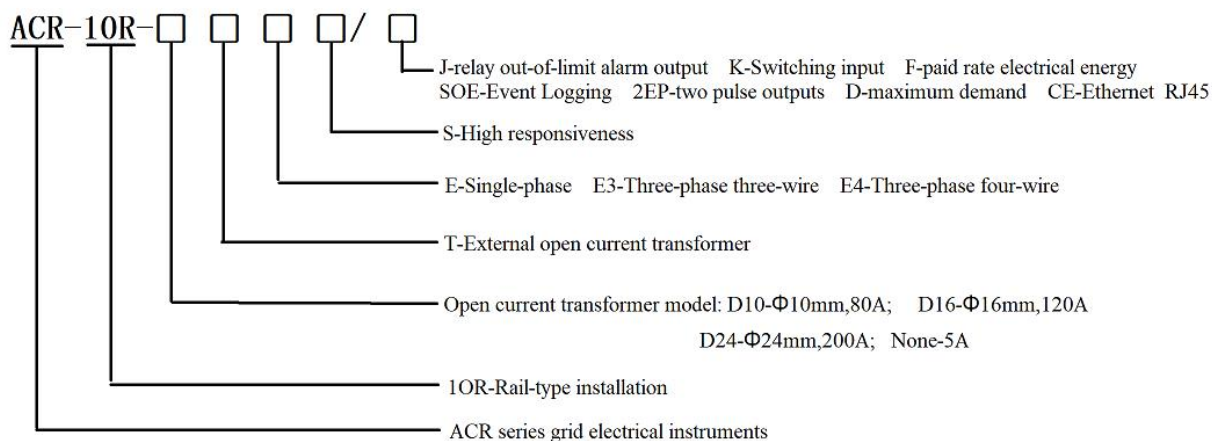 ACR-10R-□ □ □ □/ □
J-relay out-of-limit alarm output K-Switching input F-paid rate electrical energy
SOE-Event Logging 2EP-two pulse outputs D-maximum demand CE-Ethernet RJ45
S-High responsiveness
E-Single-phase E3-Three-phase three-wire E4-Three-phase four-wire
T-External open current transformer
Open current transformer model: D10-Φ10mm,80A; D16-Φ16mm,120A
D24-Φ24mm,200A; None-5A
10R-Rail-type installation
ACR series grid electrical instruments